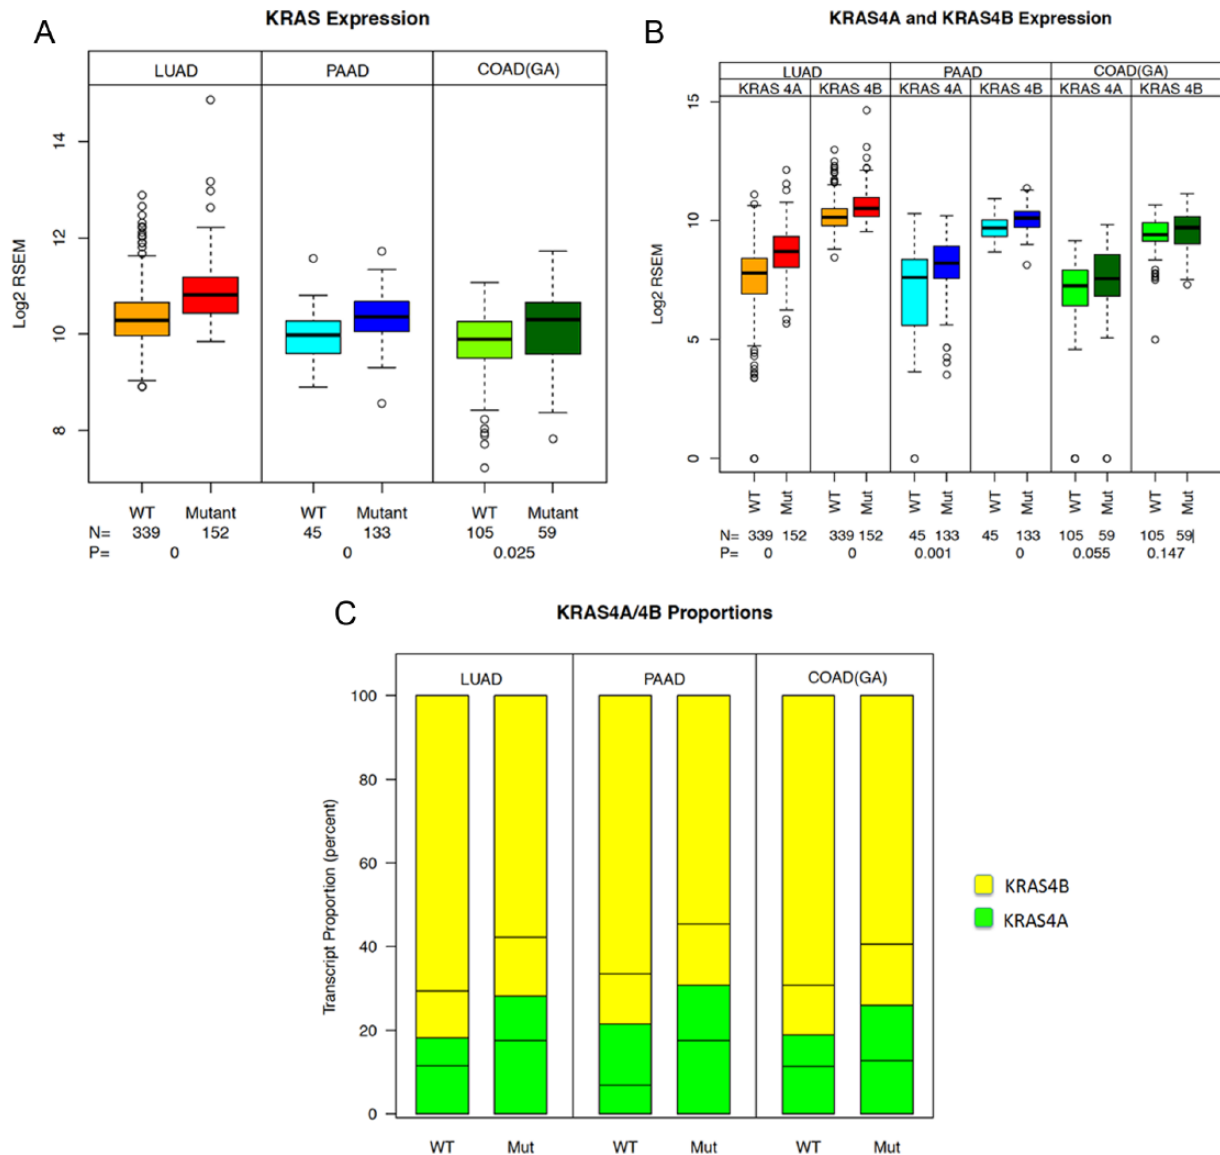 A
KRAS Expression
LUAD PAAD COAD(GA)
Log2 RSEM
14
12
10
8
WT Mutant WT Mutant WT Mutant
N= 339 152 45 133 105 59
P= 0 0 0.025
B
KRAS4A and KRAS4B Expression
LUAD PAAD COAD(GA)
KRAS 4A KRAS 4B KRAS 4A KRAS 4B KRAS 4A KRAS 4B
Log2 RSEM
15
10
5
0
WT Mut WT Mut WT Mut WT Mut WT Mut WT Mut
N= 339 152 339 152 45 133 45 133 105 59 105 59
P= 0 0 0.001 0 0.055 0.147
C
KRAS4A/4B Proportions
LUAD PAAD COAD(GA)
Transcript Proportion (percent)
100
80
60
40
20
0
WT Mut WT Mut WT Mut
KRAS4B
KRAS4A